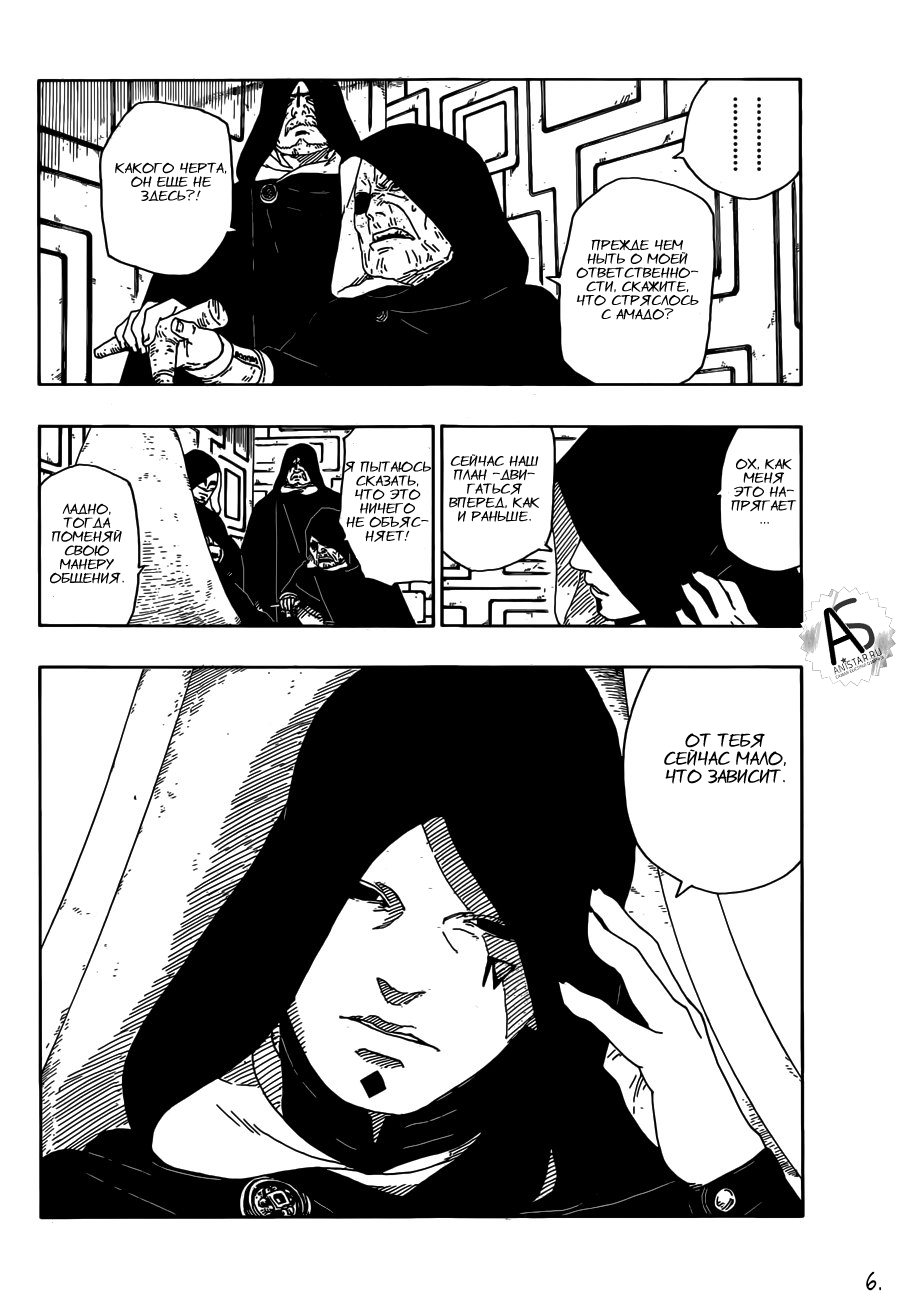 .........
ПРЕЖДЕ ЧЕМ
НЫТЬ О МОЕЙ
ОТВЕТСТВЕННО-
СТИ, СКАЖИТЕ,
ЧТО СТРЯСЛОСЬ
С АМАДО?
КАКОГО ЧЕРТА,
ОН ЕЩЕ НЕ
ЗДЕСЬ?!
ОХ, КАК
МЕНЯ
ЭТО НА-
ПРЯГАЕТ
...
СЕЙЧАС НАШ
ПЛАН -ДВИ-
ГАТЬСЯ
ВПЕРЕД, КАК
И РАНЬШЕ.
Я ПЫТАЮСЬ
СКАЗАТЬ,
ЧТО ЭТО
НИЧЕГО
НЕ ОБЪЯС-
НЯЕТ!
ЛАДНО,
ТОГДА
ПОМЕНЯЙ
СВОЮ
МАНЕРУ
ОБЩЕНИЯ.
AS
ANISTAR.RU
ОТ ТЕБЯ
СЕЙЧАС МАЛО,
ЧТО ЗАВИСИТ.
6.